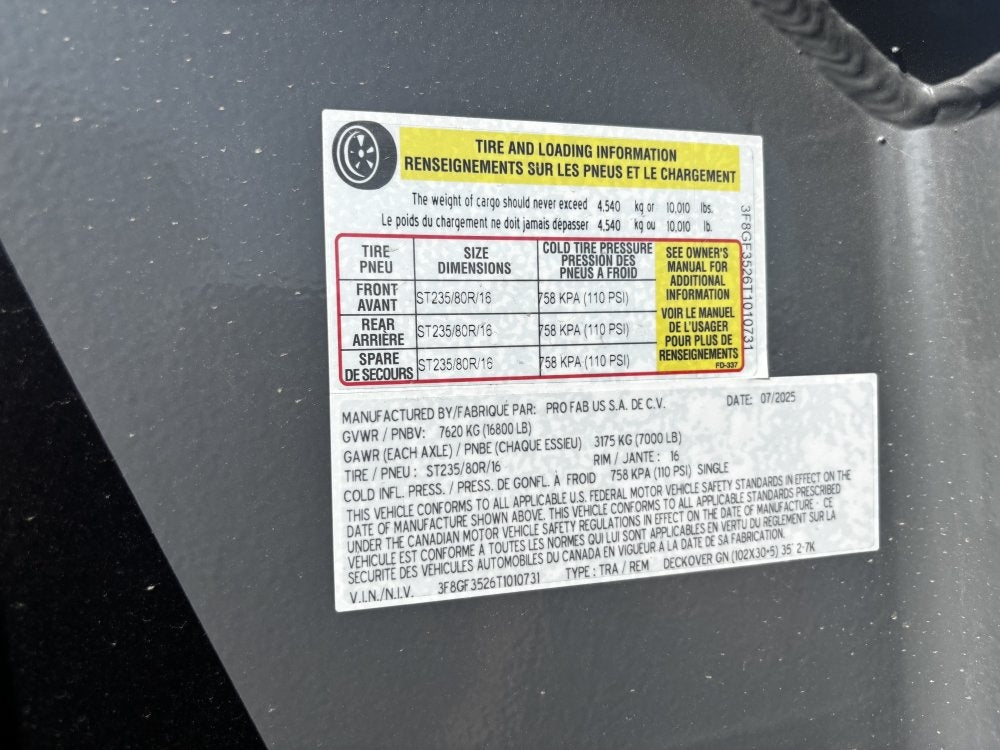 TIRE AND LOADING INFORMATION
RENSEIGNEMENTS SUR LES PNEUS ET LE CHARGEMENT
The weight of cargo should never exceed 4,540 kg or 10,010 lbs.
Le poids du chargement ne doit jamais dépasser 4,540 kg ou 10,010 lb.
TIRE PNEU SIZE DIMENSIONS COLD TIRE PRESSURE PRESSION DES PNEUS A FROID
FRONT AVANT ST235/80R/16 758 KPA (110 PSI)
REAR ARRIÈRE ST235/80R/16 758 KPA (110 PSI)
SPARE DE SECOURS ST235/80R/16 758 KPA (110 PSI)
SEE OWNER'S
MANUAL FOR
ADDITIONAL
INFORMATION
VOIR LE MANUEL
DE L'USAGER
POUR PLUS DE
RENSEIGNEMENTS
FD-337
3F8GF3526T1010731
MANUFACTURED BY/FABRIQUÉ PAR: PRO FAB US S.A. DE C.V. DATE: 07/2025
GVWR / PNBV: 7620 KG (16800 LB)
GAWR (EACH AXLE) / PNBE (CHAQUE ESSIEU) 3175 KG (7000 LB)
TIRE / PNEU : ST235/80R/16 RIM / JANTE : 16
COLD INFL. PRESS. / PRESS. DE GONFL. À FROID 758 KPA (110 PSI) SINGLE
THIS VEHICLE CONFORMS TO ALL APPLICABLE U.S. FEDERAL MOTOR VEHICLE SAFETY STANDARDS IN EFFECT ON THE
DATE OF MANUFACTURE SHOWN ABOVE. THIS VEHICLE CONFORMS TO ALL APPLICABLE STANDARDS PRESCRIBED
UNDER THE CANADIAN MOTOR VEHICLE SAFETY REGULATIONS IN EFFECT ON THE DATE OF MANUFACTURE - CE
VÉHICULE EST CONFORME À TOUTES LES NORMES QUI LUI SONT APPLICABLES EN VERTU DU RÈGLEMENT SUR LA
SÉCURITÉ DES VÉHICULES AUTOMOBILES DU CANADA EN VIGUEUR À LA DATE DE SA FABRICATION.
V.I.N./N.I.V. 3F8GF3526T1010731 TYPE : TRA / REM DECKOVER GN (102X30+5) 35' 2-7K